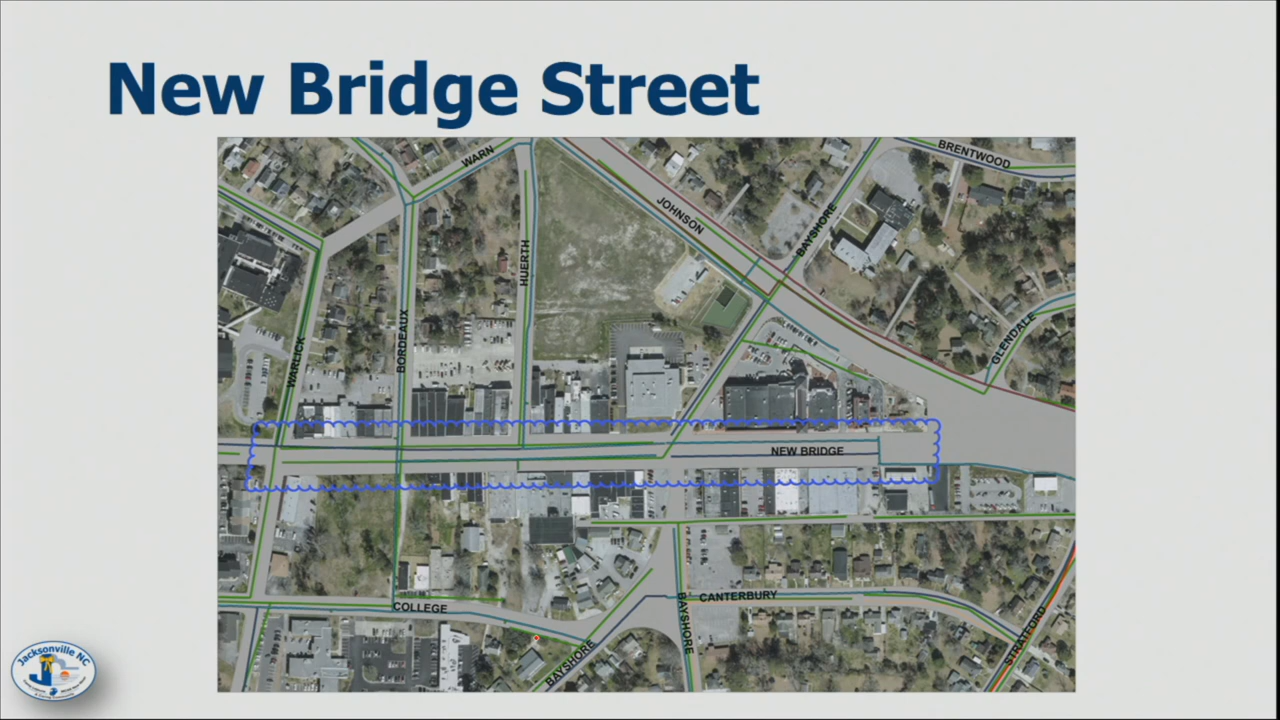 New Bridge Street
WARN
BRENTWOOD
JOHNSON
BAYSHORE
HUERTH
BORDEAUX
WARLICK
GLENDALE
NEW BRIDGE
COLLEGE
CANTERBURY
BAYSHORE
BAYSHORE
STRATFORD
Jacksonville NC